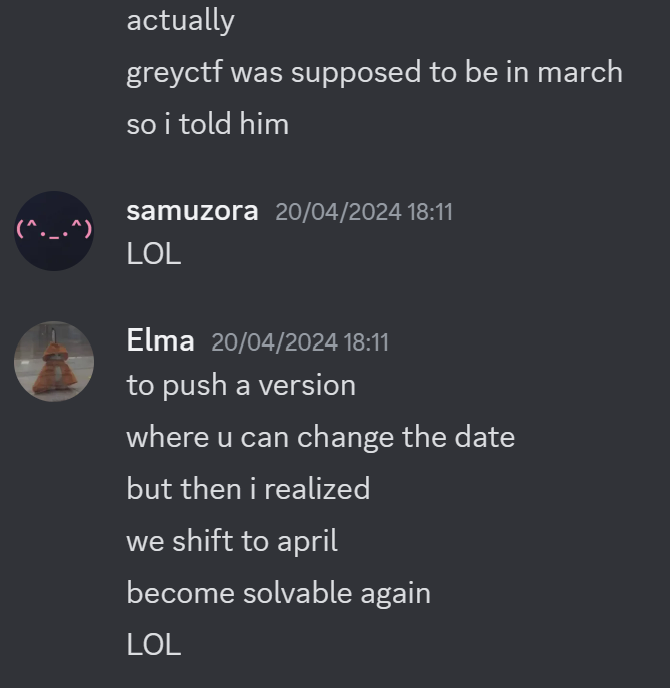 actually
greyctf was supposed to be in march
so i told him
(^._.^)
samuzora 20/04/2024 18:11
LOL
Elma 20/04/2024 18:11
to push a version
where u can change the date
but then i realized
we shift to april
become solvable again
LOL